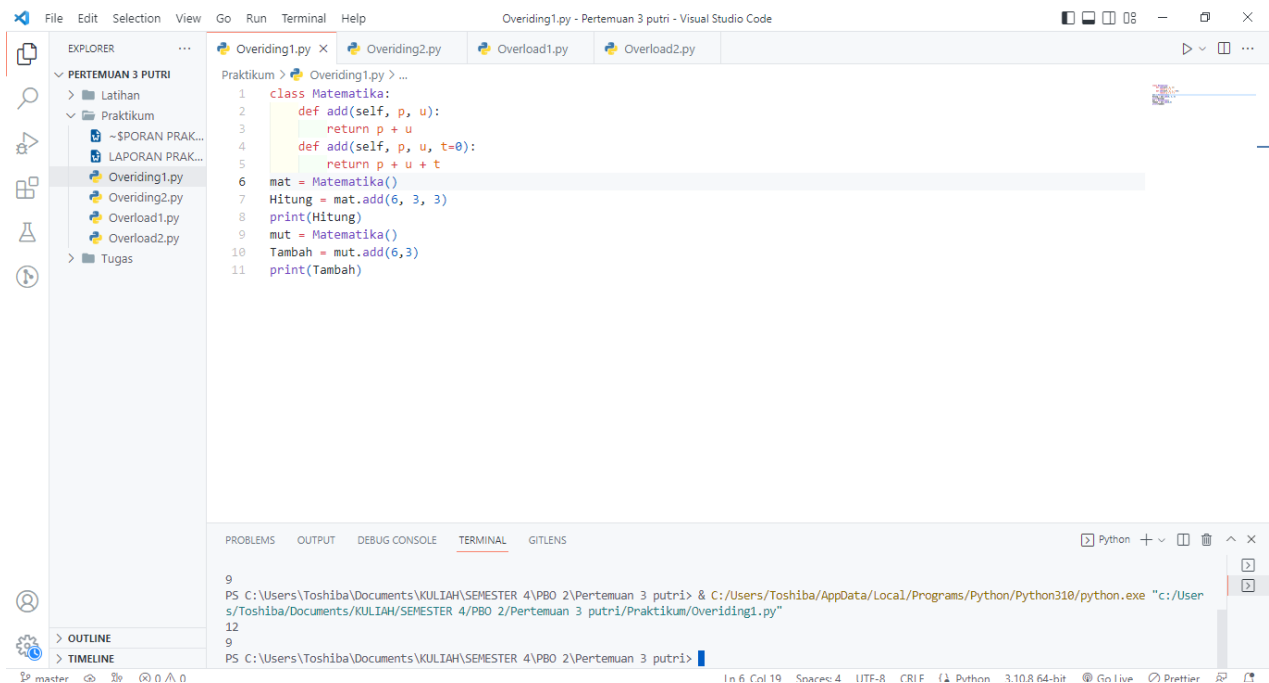 File Edit Selection View Go Run Terminal Help Overiding1.py - Pertemuan 3 putri - Visual Studio Code
EXPLORER ...
PERTEMUAN 3 PUTRI
Latihan
Praktikum
~$PORAN PRAK...
LAPORAN PRAK...
Overiding1.py
Overiding2.py
Overload1.py
Overload2.py
Tugas
OUTLINE
TIMELINE
Overiding1.py Overiding2.py Overload1.py Overload2.py
Praktikum > Overiding1.py > ...
1 class Matematika:
2     def add(self, p, u):
3         return p + u
4     def add(self, p, u, t=0):
5         return p + u + t
6 mat = Matematika()
7 Hitung = mat.add(6, 3, 3)
8 print(Hitung)
9 mut = Matematika()
10 Tambah = mut.add(6,3)
11 print(Tambah)
PROBLEMS OUTPUT DEBUG CONSOLE TERMINAL GITLENS Python
9
PS C:\Users\Toshiba\Documents\KULIAH\SEMESTER 4\PBO 2\Pertemuan 3 putri> & C:/Users/Toshiba/AppData/Local/Programs/Python/Python310/python.exe "c:/User
s/Toshiba/Documents/KULIAH/SEMESTER 4/PBO 2/Pertemuan 3 putri/Praktikum/Overiding1.py"
12
9
PS C:\Users\Toshiba\Documents\KULIAH\SEMESTER 4\PBO 2\Pertemuan 3 putri>
master 0 0 Ln 6, Col 19 Spaces: 4 UTF-8 CRLF Python 3.10.8 64-bit Go Live Prettier